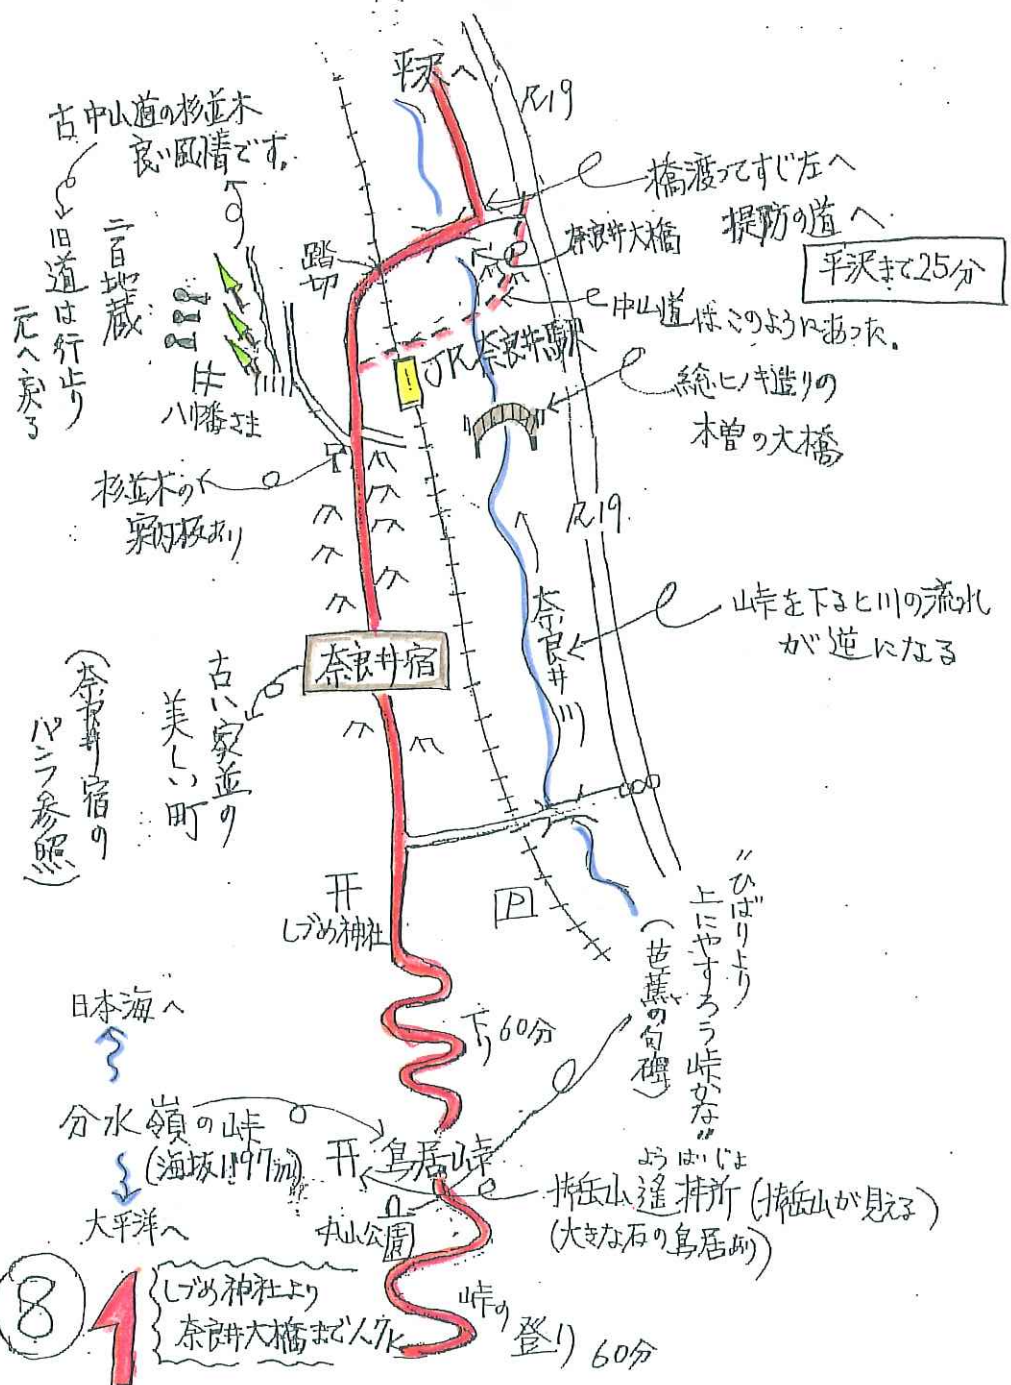 平沢へ
R19
古中山道の杉並木
良い風情です。
旧道は行止り
元へ戻る
二百地蔵
八幡さま
踏切
橋渡ってすじ左へ
堤防の道へ
平沢まで25分
奈良井大橋
中山道はこのようにあった。
JR奈良井駅
総ヒノキ造りの
木曽の大橋
杉並木の
案内板あり
R19
奈良井川
峠を下ると川の流れ
が逆になる
奈良井宿
古い家並の
美しい町
(奈良井宿の
パンフ参照)
P
しづめ神社
"ひばりより
上にやすろう峠かな"
(芭蕉の句碑)
下り60分
日本海へ
分水嶺の峠
(海抜1197m)
大平洋へ
鳥居峠
丸山公園
ようはいじょ
御岳山遙拝所(御岳山が見える)
(大きな石の鳥居あり)
峠の登り60分
8
しづめ神社より
奈良井大橋まで